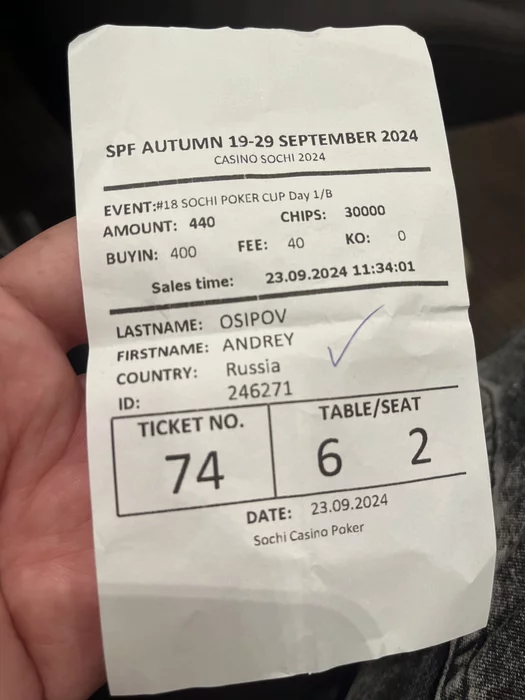 SPF AUTUMN 19-29 SEPTEMBER 2024
CASINO SOCHI 2024
EVENT:#18 SOCHI POKER CUP Day 1/B
AMOUNT: 440 CHIPS: 30000
BUYIN: 400 FEE: 40 KO: 0
Sales time: 23.09.2024 11:34:01
LASTNAME: OSIPOV
FIRSTNAME: ANDREY
COUNTRY: Russia
ID: 246271
TICKET NO. TABLE/SEAT
74 6 2
DATE: 23.09.2024
Sochi Casino Poker